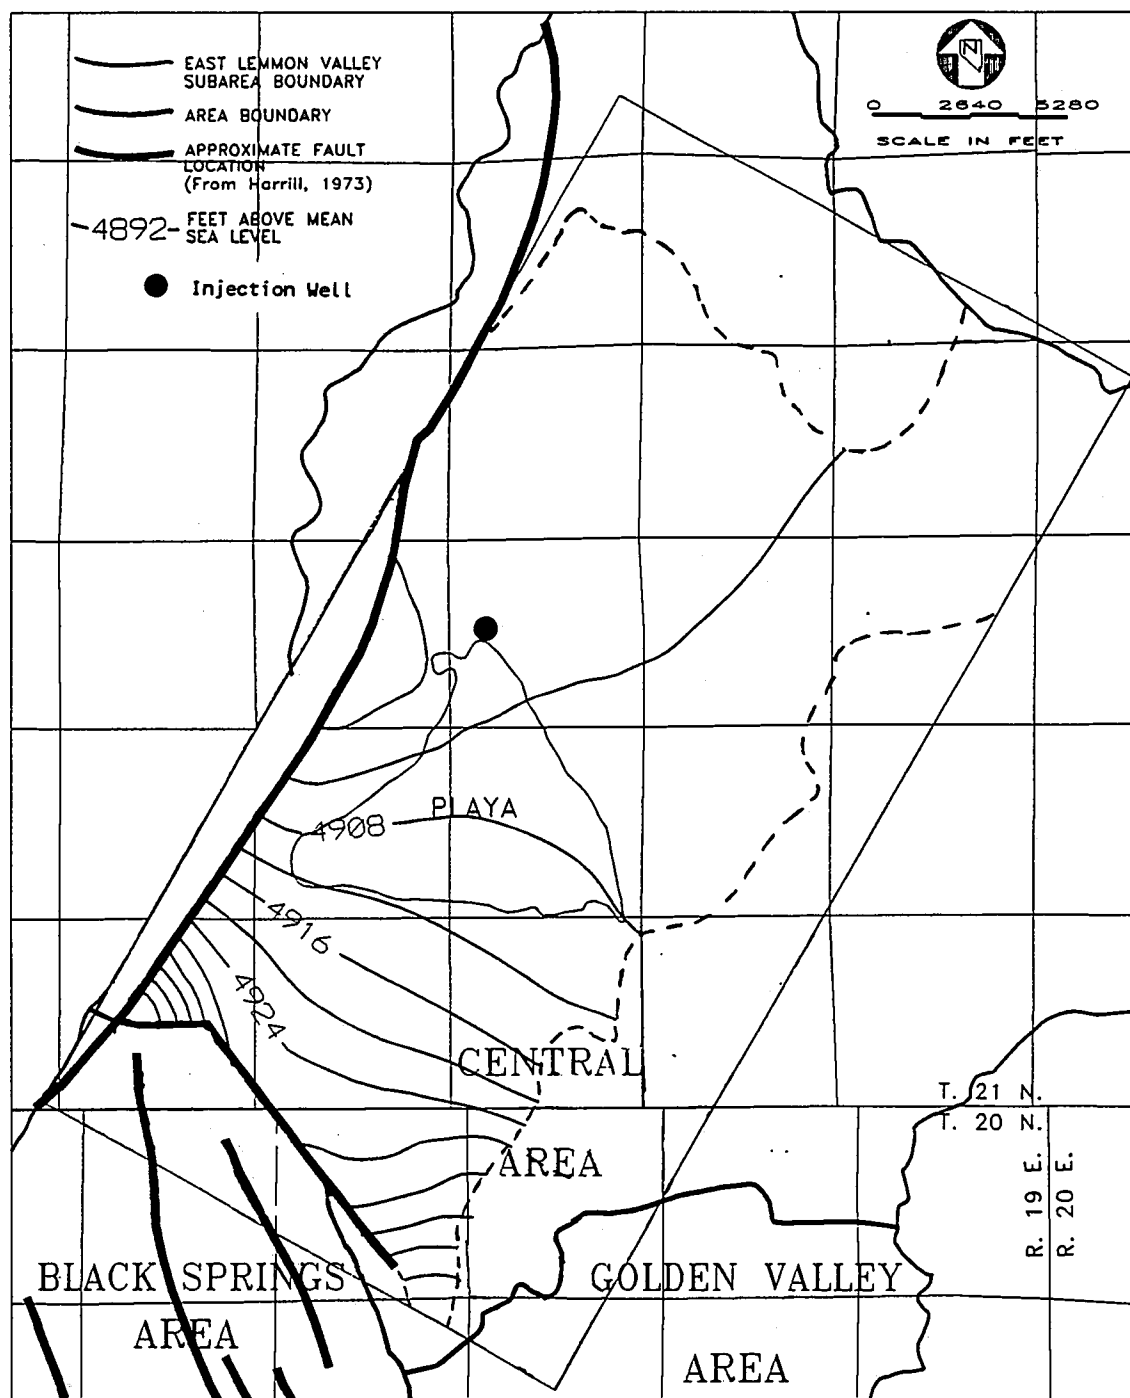 EAST LEMMON VALLEY
SUBAREA BOUNDARY
AREA BOUNDARY
APPROXIMATE FAULT
LOCATION
(From Harrill, 1973)
-4892- FEET ABOVE MEAN
SEA LEVEL
Injection Well
N
0 2640 5280
SCALE IN FEET
PLAYA
4908
4916
4924
CENTRAL
AREA
T. 21 N.
T. 20 N.
R. 19 E.
R. 20 E.
BLACK SPRINGS
AREA
GOLDEN VALLEY
AREA